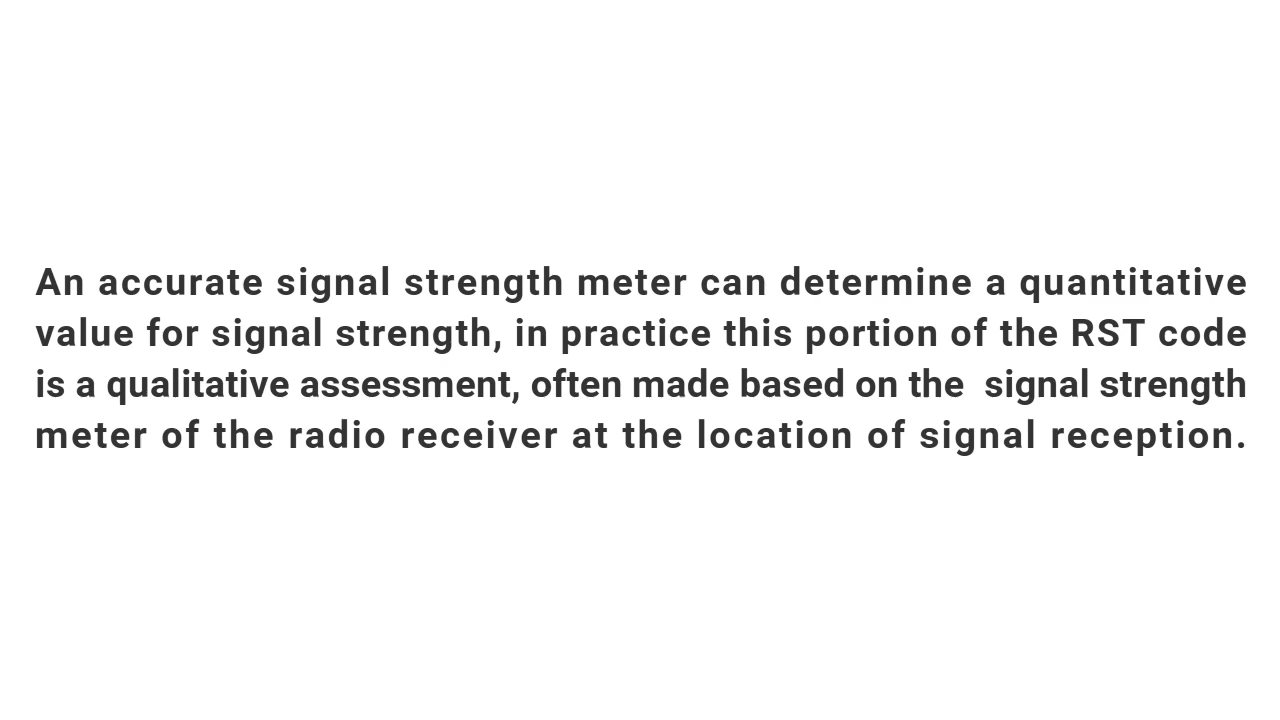 An accurate signal strength meter can determine a quantitative
value for signal strength, in practice this portion of the RST code
is a qualitative assessment, often made based on the  signal strength
meter of the radio receiver at the location of signal reception.